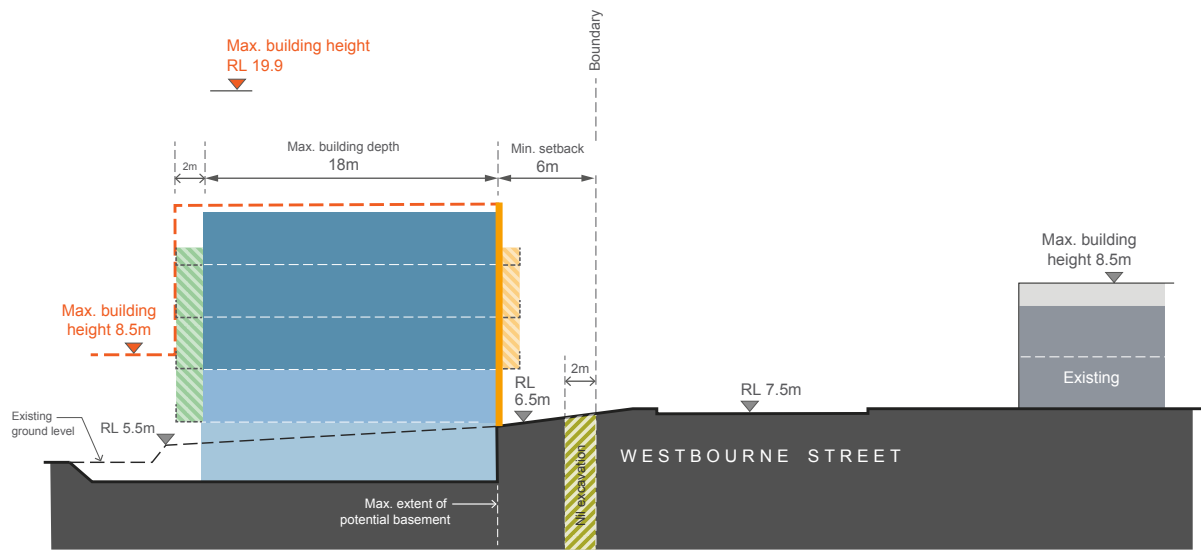 Max. building height
RL 19.9
Boundary
2m
Max. building depth
18m
Min. setback
6m
Max. building
height 8.5m
Max. building
height 8.5m
Existing
2m
RL
6.5m
RL 7.5m
Existing
ground level
RL 5.5m
Nil excavation
WESTBOURNE STREET
Max. extent of
potential basement